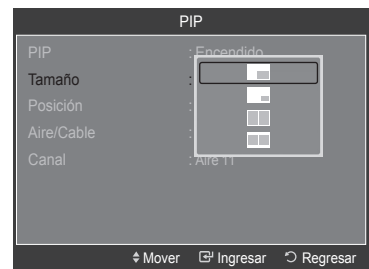 PIP
PIP : Encendido
Tamaño :
Posición :
Aire/Cable :
Canal : Aire 11
Mover Ingresar Regresar